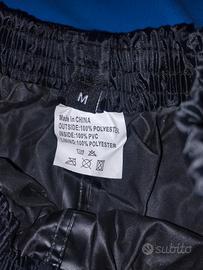 M
Made in CHINA
OUTSIDE:100% POLYESTER
INSIDE:100% PVC
LINING:100% POLYESTER
subito